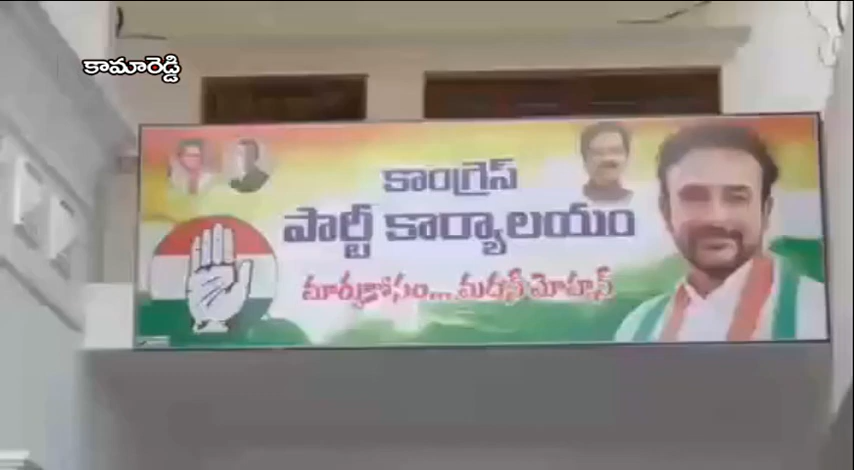 కామారెడ్డి
కాంగ్రెస్
పార్టీ కార్యాలయం
మార్పుకోసం... మదన్ మోహన్